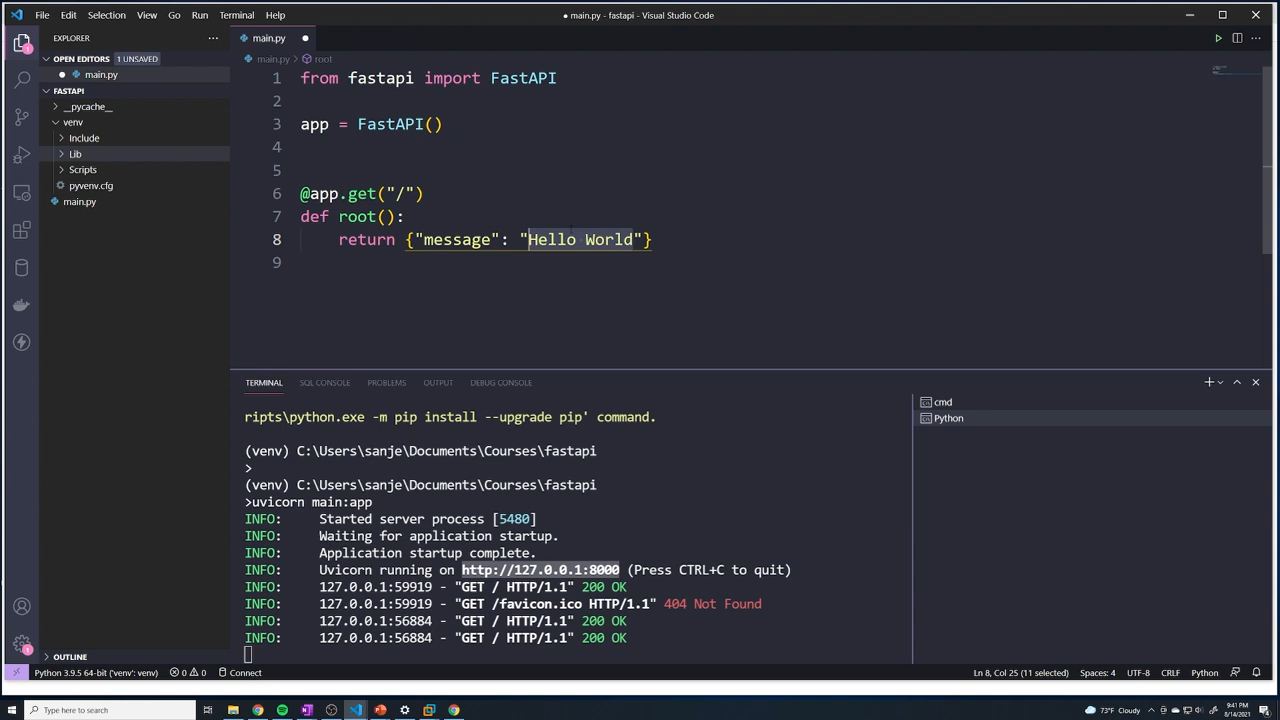 File Edit Selection View Go Run Terminal Help
● main.py - fastapi - Visual Studio Code
EXPLORER
OPEN EDITORS 1 UNSAVED
main.py
FASTAPI
__pycache__
venv
Include
Lib
Scripts
pyvenv.cfg
main.py
OUTLINE
main.py
main.py > root
1 from fastapi import FastAPI
2
3 app = FastAPI()
4
5
6 @app.get("/")
7 def root():
8 return {"message": "Hello World"}
9
TERMINAL SQL CONSOLE PROBLEMS OUTPUT DEBUG CONSOLE
ripts\python.exe -m pip install --upgrade pip' command.
(venv) C:\Users\sanje\Documents\Courses\fastapi
>
(venv) C:\Users\sanje\Documents\Courses\fastapi
>uvicorn main:app
INFO: Started server process [5480]
INFO: Waiting for application startup.
INFO: Application startup complete.
INFO: Uvicorn running on http://127.0.0.1:8000 (Press CTRL+C to quit)
INFO: 127.0.0.1:59919 - "GET / HTTP/1.1" 200 OK
INFO: 127.0.0.1:59919 - "GET /favicon.ico HTTP/1.1" 404 Not Found
INFO: 127.0.0.1:56884 - "GET / HTTP/1.1" 200 OK
INFO: 127.0.0.1:56884 - "GET / HTTP/1.1" 200 OK
cmd
Python
Python 3.9.5 64-bit ('venv': venv) 0 0 Connect
Ln 8, Col 25 (11 selected) Spaces: 4 UTF-8 CRLF Python
Type here to search
73°F Cloudy
9:41 PM
8/14/2021